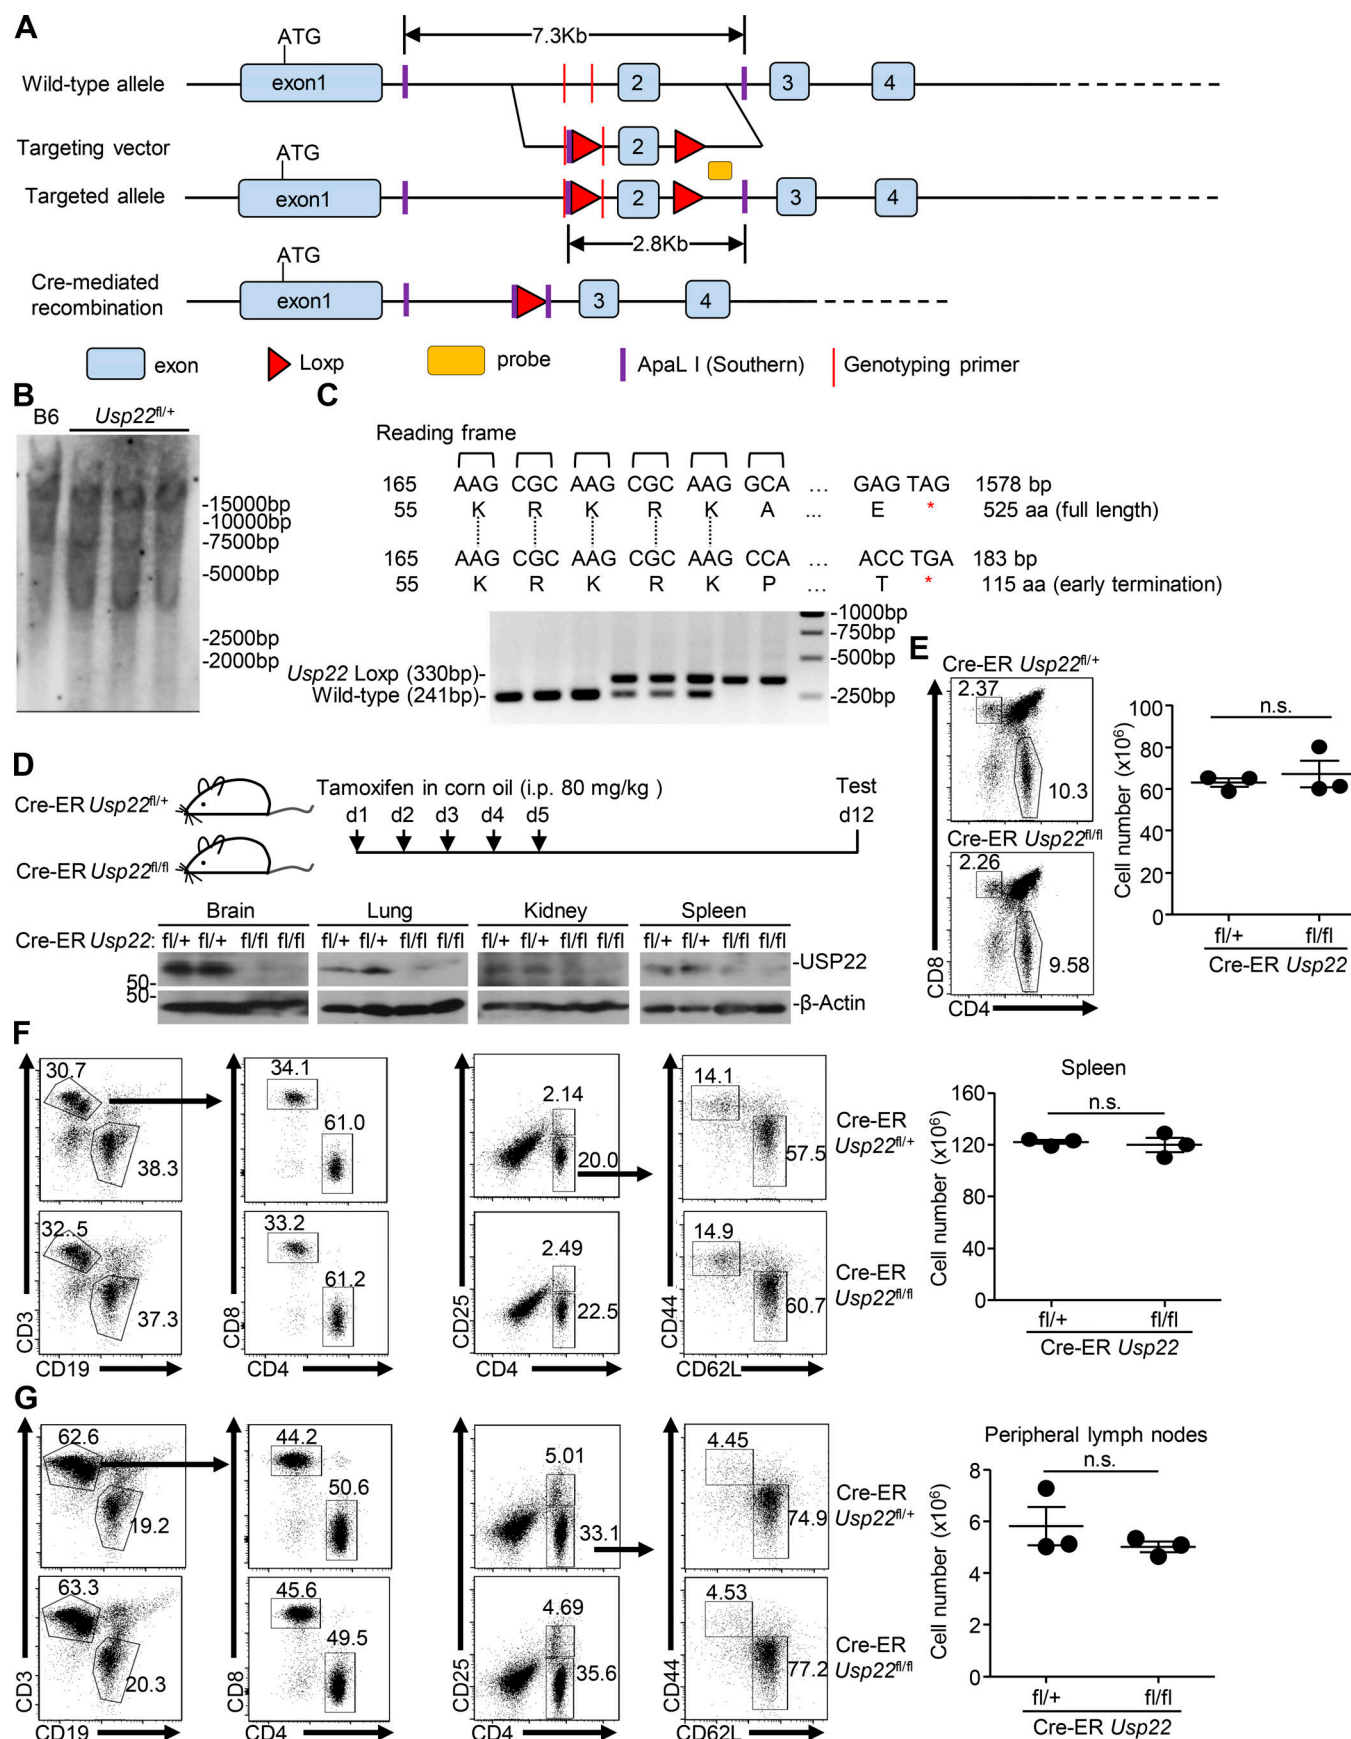 A
ATG
7.3Kb
Wild-type allele
exon1
2
3
4
Targeting vector
2
ATG
Targeted allele
exon1
2
3
4
2.8Kb
ATG
Cre-mediated
recombination
exon1
3
4
exon
Loxp
probe
ApaL I (Southern)
Genotyping primer
B
B6
Usp22fl/+
-15000bp
-10000bp
-7500bp
-5000bp
-2500bp
-2000bp
C
Reading frame
165 AAG CGC AAG CGC AAG GCA ... GAG TAG 1578 bp
55 K R K R K A ... E * 525 aa (full length)
165 AAG CGC AAG CGC AAG CCA ... ACC TGA 183 bp
55 K R K R K P ... T * 115 aa (early termination)
-1000bp
-750bp
-500bp
-250bp
Usp22 Loxp (330bp)-
Wild-type (241bp)-
D
Cre-ER Usp22fl/+
Cre-ER Usp22fl/fl
Tamoxifen in corn oil (i.p. 80 mg/kg )
Test
d1 d2 d3 d4 d5 d12
Brain Lung Kidney Spleen
Cre-ER Usp22: fl/+ fl/+ fl/fl fl/fl fl/+ fl/+ fl/fl fl/fl fl/+ fl/+ fl/fl fl/fl fl/+ fl/+ fl/fl fl/fl
-USP22
50-
50-
-β-Actin
E
Cre-ER Usp22fl/+
2.37
10.3
Cre-ER Usp22fl/fl
2.26
9.58
CD8
CD4
Cell number (x10⁶)
100
80
60
40
20
0
n.s.
fl/+ fl/fl
Cre-ER Usp22
F
30.7
38.3
34.1
61.0
2.14
20.0
14.1
57.5
Cre-ER
Usp22fl/+
32.5
37.3
33.2
61.2
2.49
22.5
14.9
60.7
Cre-ER
Usp22fl/fl
CD3
CD19
CD8
CD4
CD25
CD4
CD44
CD62L
Spleen
Cell number (x10⁶)
160
120
80
40
0
n.s.
fl/+ fl/fl
Cre-ER Usp22
G
62.6
19.2
44.2
50.6
5.01
33.1
4.45
74.9
Cre-ER
Usp22fl/+
63.3
20.3
45.6
49.5
4.69
35.6
4.53
77.2
Cre-ER
Usp22fl/fl
CD3
CD19
CD8
CD4
CD25
CD4
CD44
CD62L
Peripheral lymph nodes
Cell number (x10⁶)
8
6
4
2
0
n.s.
fl/+ fl/fl
Cre-ER Usp22